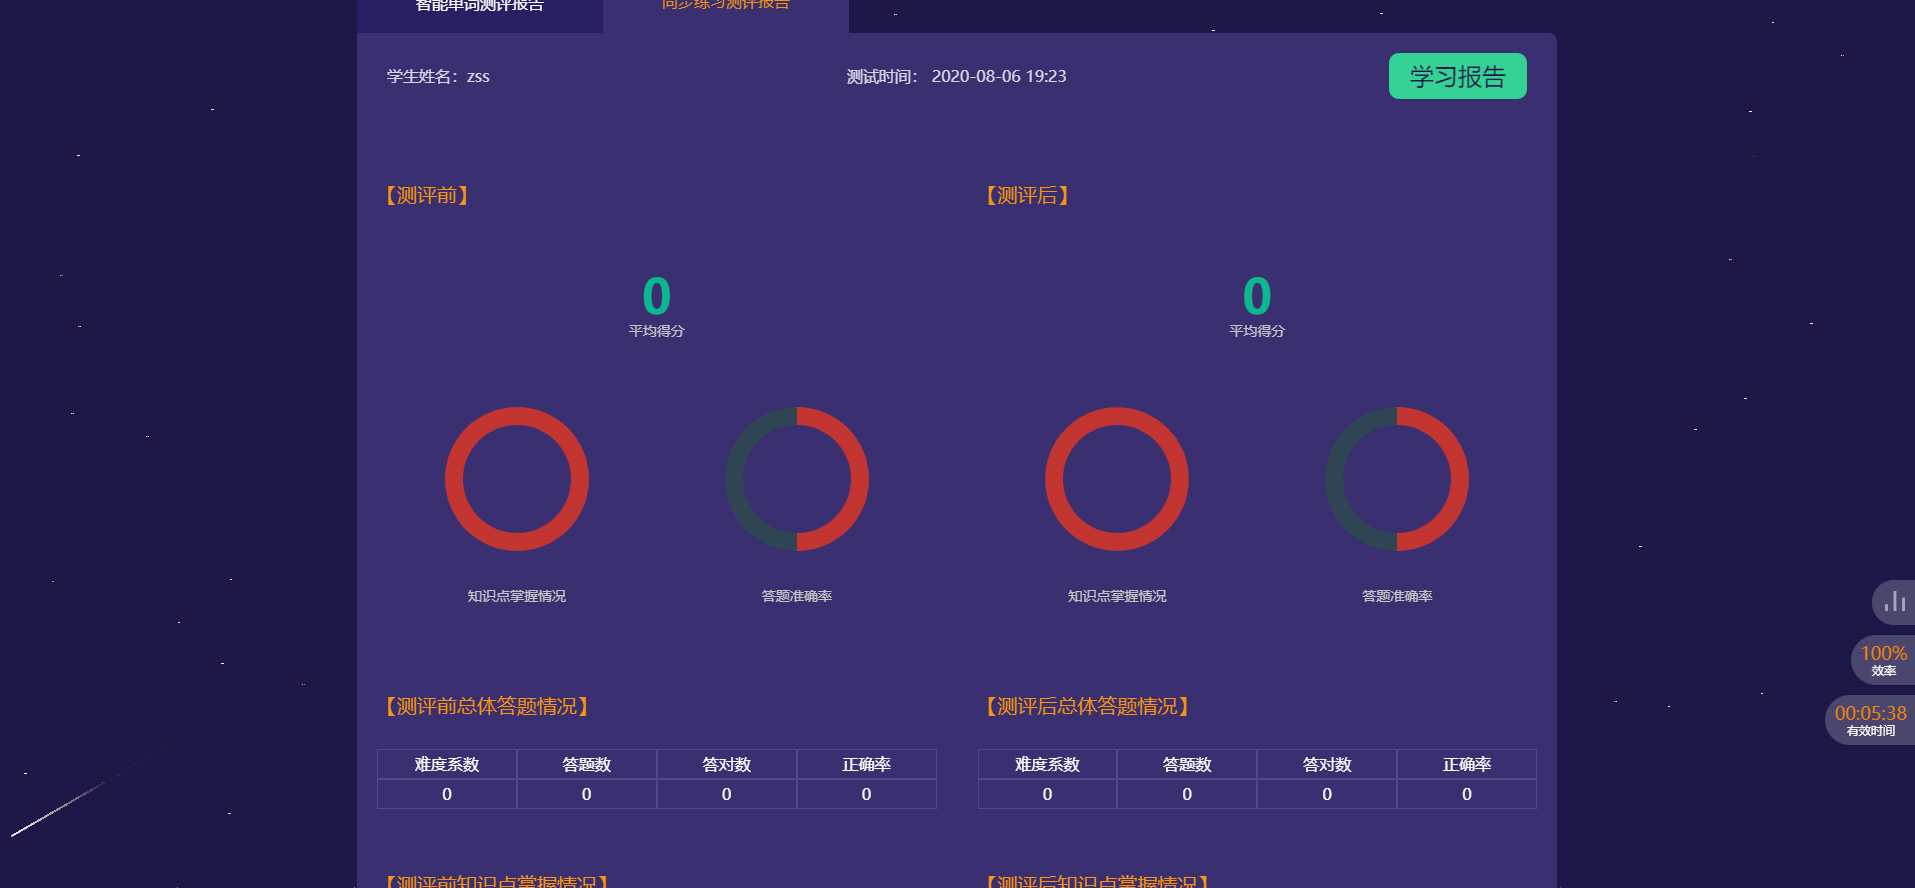 智能单词测评报告
同步练习测评报告
学生姓名：zss
测试时间： 2020-08-06 19:23
学习报告
【测评前】
【测评后】
0
平均得分
0
平均得分
知识点掌握情况
答题准确率
知识点掌握情况
答题准确率
100%
效率
00:05:38
有效时间
【测评前总体答题情况】
【测评后总体答题情况】
难度系数 答题数 答对数 正确率
0 0 0 0
难度系数 答题数 答对数 正确率
0 0 0 0
【测评前知识点掌握情况】
【测评后知识点掌握情况】